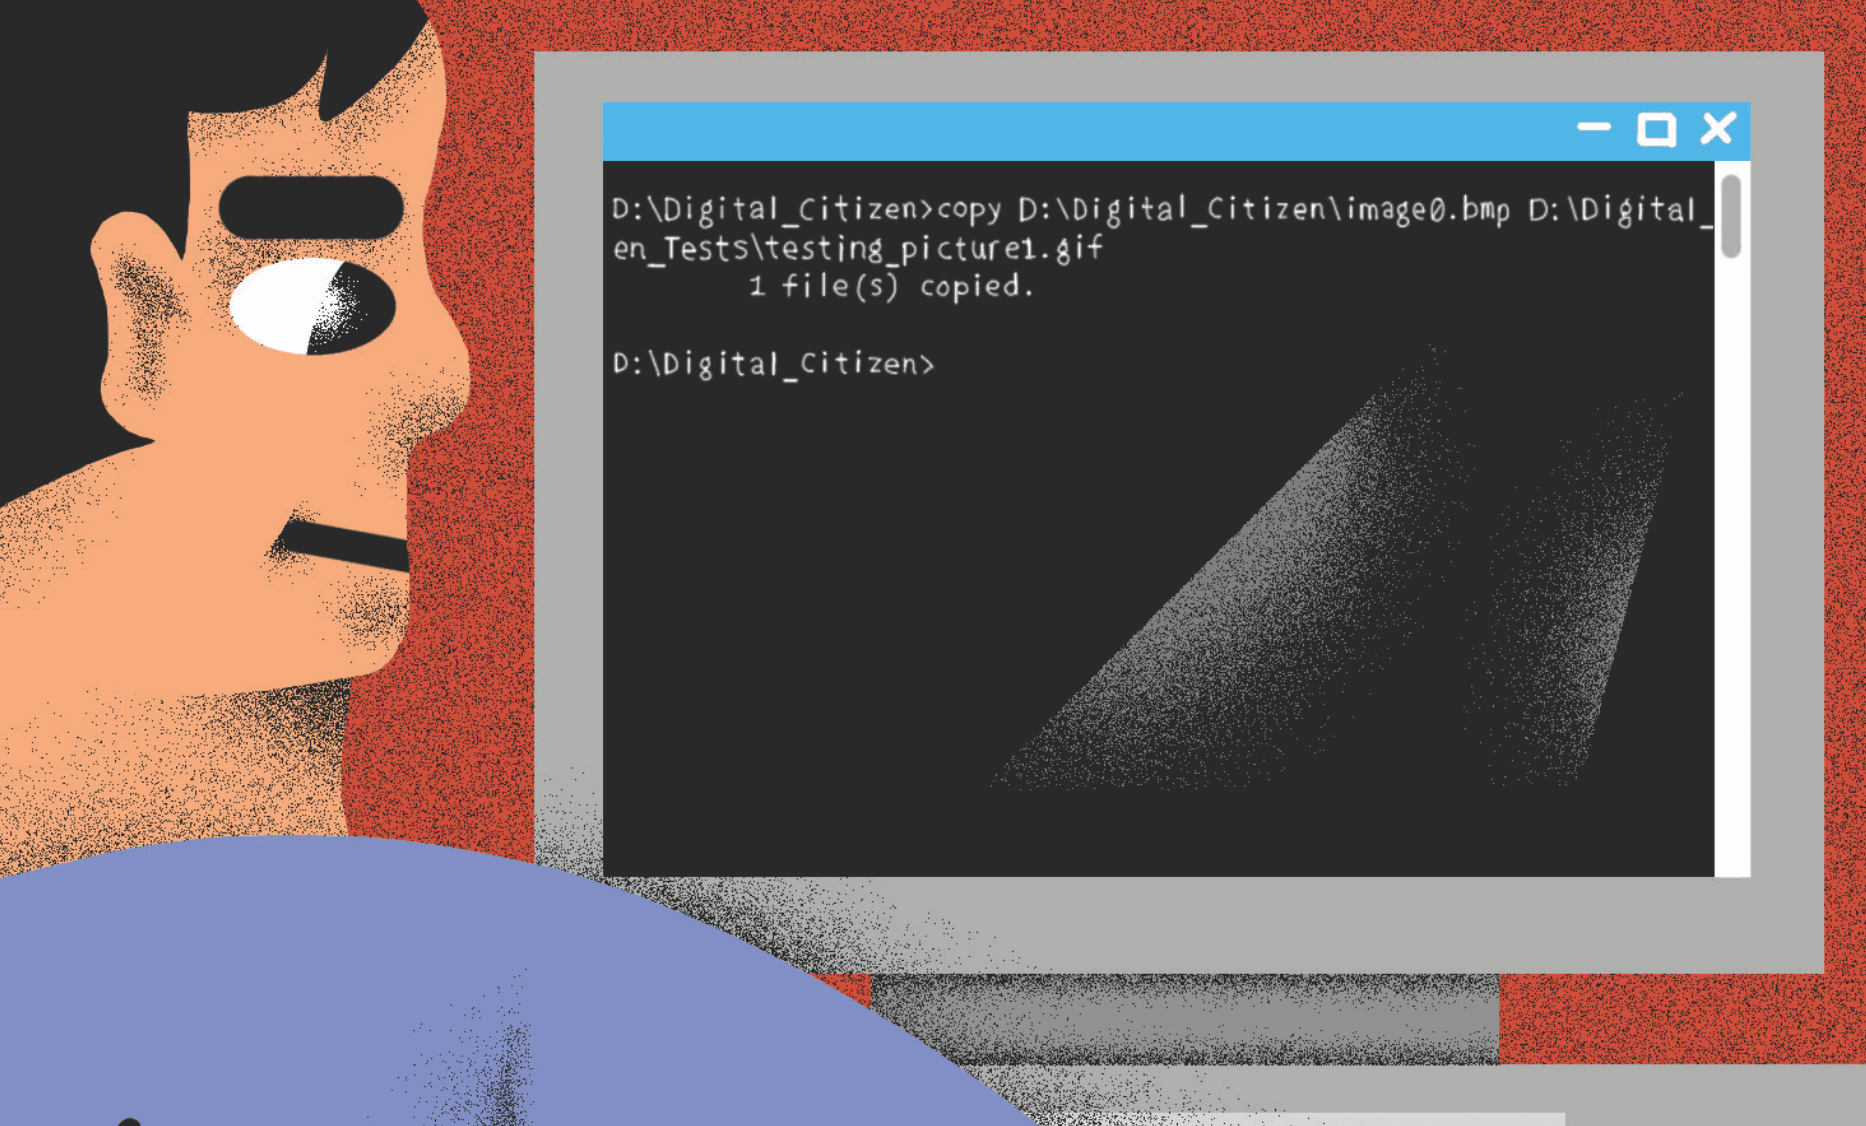 D:\Digital_Citizen>copy D:\Digital_Citizen\image0.bmp D:\Digital_
en_Tests\testing_picture1.gif
1 file(s) copied.
D:\Digital_Citizen>